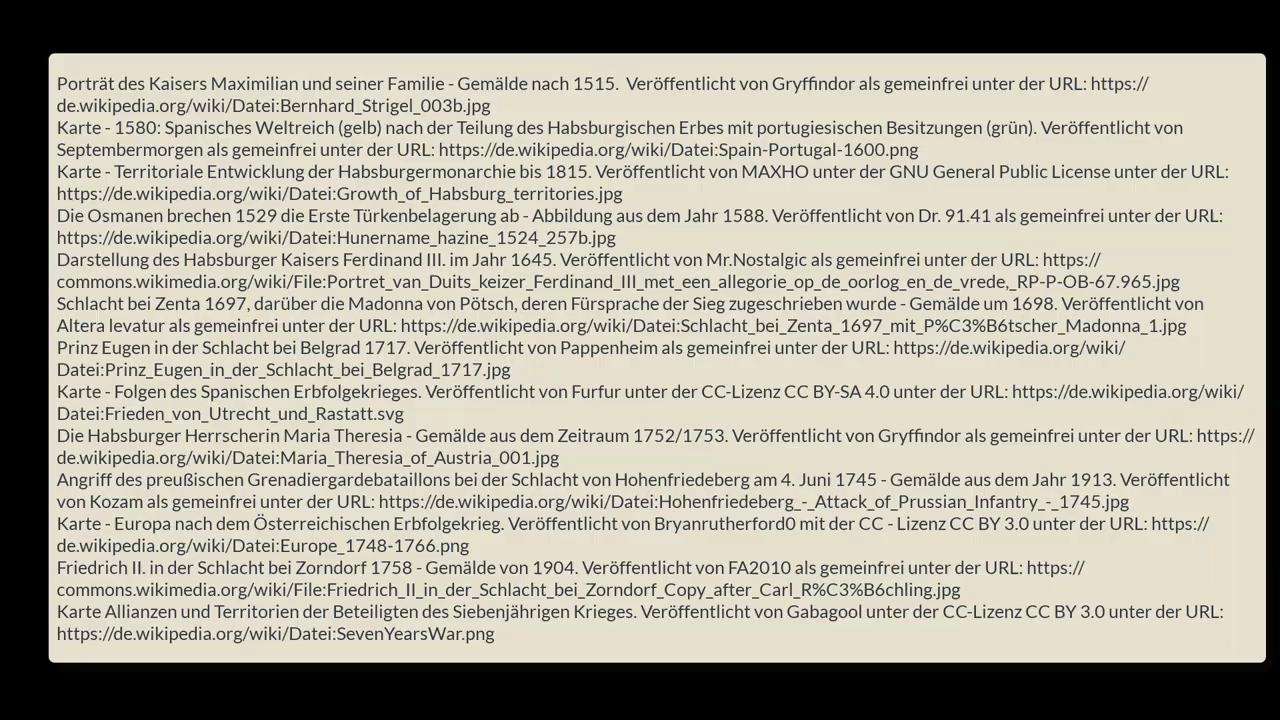 Porträt des Kaisers Maximilian und seiner Familie - Gemälde nach 1515.  Veröffentlicht von Gryffindor als gemeinfrei unter der URL: https://
de.wikipedia.org/wiki/Datei:Bernhard_Strigel_003b.jpg
Karte - 1580: Spanisches Weltreich (gelb) nach der Teilung des Habsburgischen Erbes mit portugiesischen Besitzungen (grün). Veröffentlicht von
Septembermorgen als gemeinfrei unter der URL: https://de.wikipedia.org/wiki/Datei:Spain-Portugal-1600.png
Karte - Territoriale Entwicklung der Habsburgermonarchie bis 1815. Veröffentlicht von MAXHO unter der GNU General Public License unter der URL:
https://de.wikipedia.org/wiki/Datei:Growth_of_Habsburg_territories.jpg
Die Osmanen brechen 1529 die Erste Türkenbelagerung ab - Abbildung aus dem Jahr 1588. Veröffentlicht von Dr. 91.41 als gemeinfrei unter der URL:
https://de.wikipedia.org/wiki/Datei:Hunername_hazine_1524_257b.jpg
Darstellung des Habsburger Kaisers Ferdinand III. im Jahr 1645. Veröffentlicht von Mr.Nostalgic als gemeinfrei unter der URL: https://
commons.wikimedia.org/wiki/File:Portret_van_Duits_keizer_Ferdinand_III_met_een_allegorie_op_de_oorlog_en_de_vrede,_RP-P-OB-67.965.jpg
Schlacht bei Zenta 1697, darüber die Madonna von Pötsch, deren Fürsprache der Sieg zugeschrieben wurde - Gemälde um 1698. Veröffentlicht von
Altera levatur als gemeinfrei unter der URL: https://de.wikipedia.org/wiki/Datei:Schlacht_bei_Zenta_1697_mit_P%C3%B6tscher_Madonna_1.jpg
Prinz Eugen in der Schlacht bei Belgrad 1717. Veröffentlicht von Pappenheim als gemeinfrei unter der URL: https://de.wikipedia.org/wiki/
Datei:Prinz_Eugen_in_der_Schlacht_bei_Belgrad_1717.jpg
Karte - Folgen des Spanischen Erbfolgekrieges. Veröffentlicht von Furfur unter der CC-Lizenz CC BY-SA 4.0 unter der URL: https://de.wikipedia.org/wiki/
Datei:Frieden_von_Utrecht_und_Rastatt.svg
Die Habsburger Herrscherin Maria Theresia - Gemälde aus dem Zeitraum 1752/1753. Veröffentlicht von Gryffindor als gemeinfrei unter der URL: https://
de.wikipedia.org/wiki/Datei:Maria_Theresia_of_Austria_001.jpg
Angriff des preußischen Grenadiergardebataillons bei der Schlacht von Hohenfriedeberg am 4. Juni 1745 - Gemälde aus dem Jahr 1913. Veröffentlicht
von Kozam als gemeinfrei unter der URL: https://de.wikipedia.org/wiki/Datei:Hohenfriedeberg_-_Attack_of_Prussian_Infantry_-_1745.jpg
Karte - Europa nach dem Österreichischen Erbfolgekrieg. Veröffentlicht von Bryanrutherford0 mit der CC - Lizenz CC BY 3.0 unter der URL: https://
de.wikipedia.org/wiki/Datei:Europe_1748-1766.png
Friedrich II. in der Schlacht bei Zorndorf 1758 - Gemälde von 1904. Veröffentlicht von FA2010 als gemeinfrei unter der URL: https://
commons.wikimedia.org/wiki/File:Friedrich_II_in_der_Schlacht_bei_Zorndorf_Copy_after_Carl_R%C3%B6chling.jpg
Karte Allianzen und Territorien der Beteiligten des Siebenjährigen Krieges. Veröffentlicht von Gabagool unter der CC-Lizenz CC BY 3.0 unter der URL:
https://de.wikipedia.org/wiki/Datei:SevenYearsWar.png